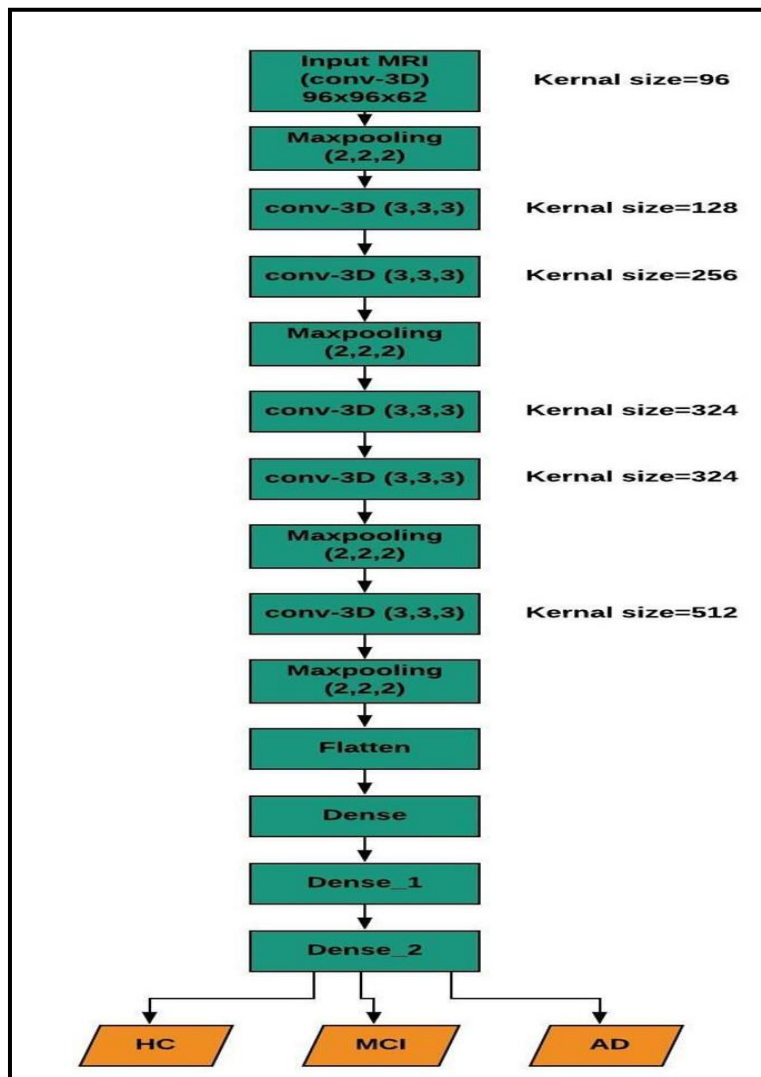 Input MRI
(conv-3D)
96x96x62
Kernal size=96
Maxpooling
(2,2,2)
conv-3D (3,3,3)
Kernal size=128
conv-3D (3,3,3)
Kernal size=256
Maxpooling
(2,2,2)
conv-3D (3,3,3)
Kernal size=324
conv-3D (3,3,3)
Kernal size=324
Maxpooling
(2,2,2)
conv-3D (3,3,3)
Kernal size=512
Maxpooling
(2,2,2)
Flatten
Dense
Dense_1
Dense_2
HC
MCI
AD